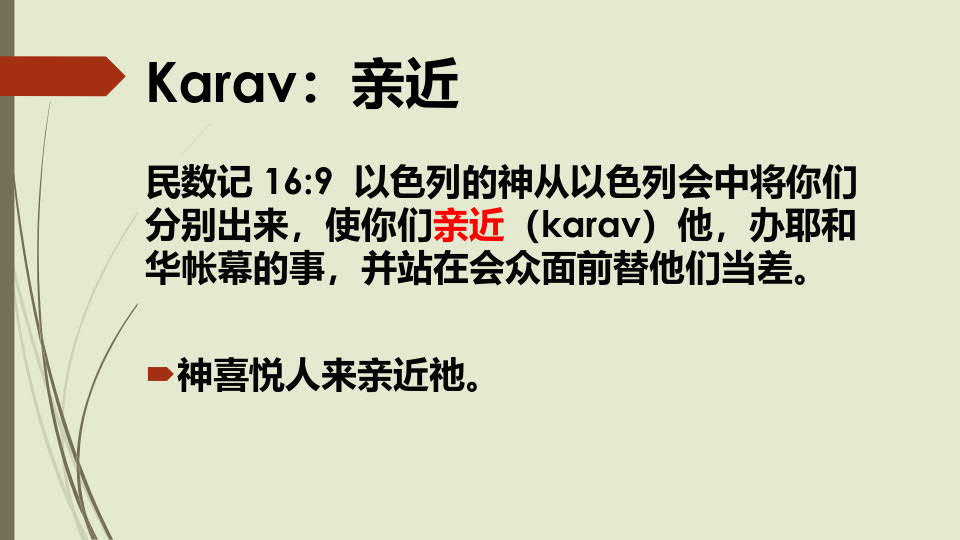 Karav：亲近
民数记 16:9 以色列的神从以色列会中将你们
分别出来，使你们亲近（karav）他，办耶和
华帐幕的事，并站在会众面前替他们当差。
神喜悦人来亲近祂。